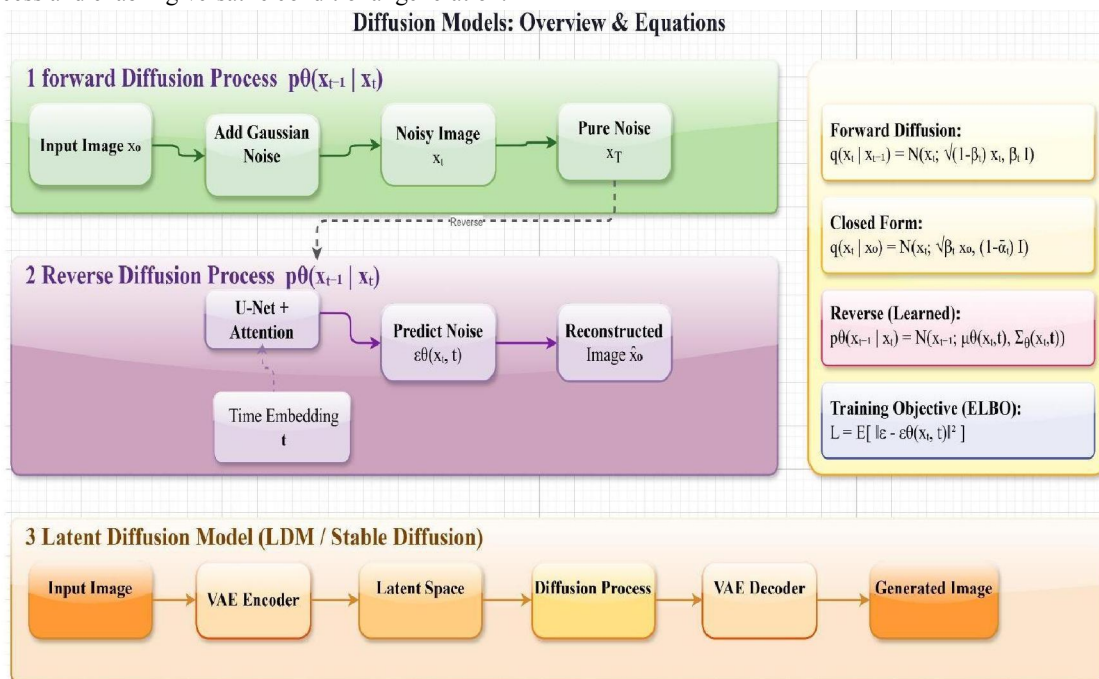 Diffusion Models: Overview & Equations
1 forward Diffusion Process pθ(xₜ₋₁ | xₜ)
Input Image x₀
Add Gaussian
Noise
Noisy Image
xₜ
Pure Noise
x_T
Reverse
2 Reverse Diffusion Process pθ(xₜ₋₁ | xₜ)
U-Net +
Attention
Predict Noise
εθ(xₜ, t)
Reconstructed
Image x̂₀
Time Embedding
t
Forward Diffusion:
q(xₜ | xₜ₋₁) = N(xₜ; √(1-βₜ) xₜ, βₜ I)
Closed Form:
q(xₜ | x₀) = N(xₜ; √βₜ x₀, (1-ᾱₜ) I)
Reverse (Learned):
pθ(xₜ₋₁ | xₜ) = N(xₜ₋₁; μθ(xₜ,t), Σθ(xₜ,t))
Training Objective (ELBO):
L = E[ ‖ε - εθ(xₜ, t)‖² ]
3 Latent Diffusion Model (LDM / Stable Diffusion)
Input Image
VAE Encoder
Latent Space
Diffusion Process
VAE Decoder
Generated Image